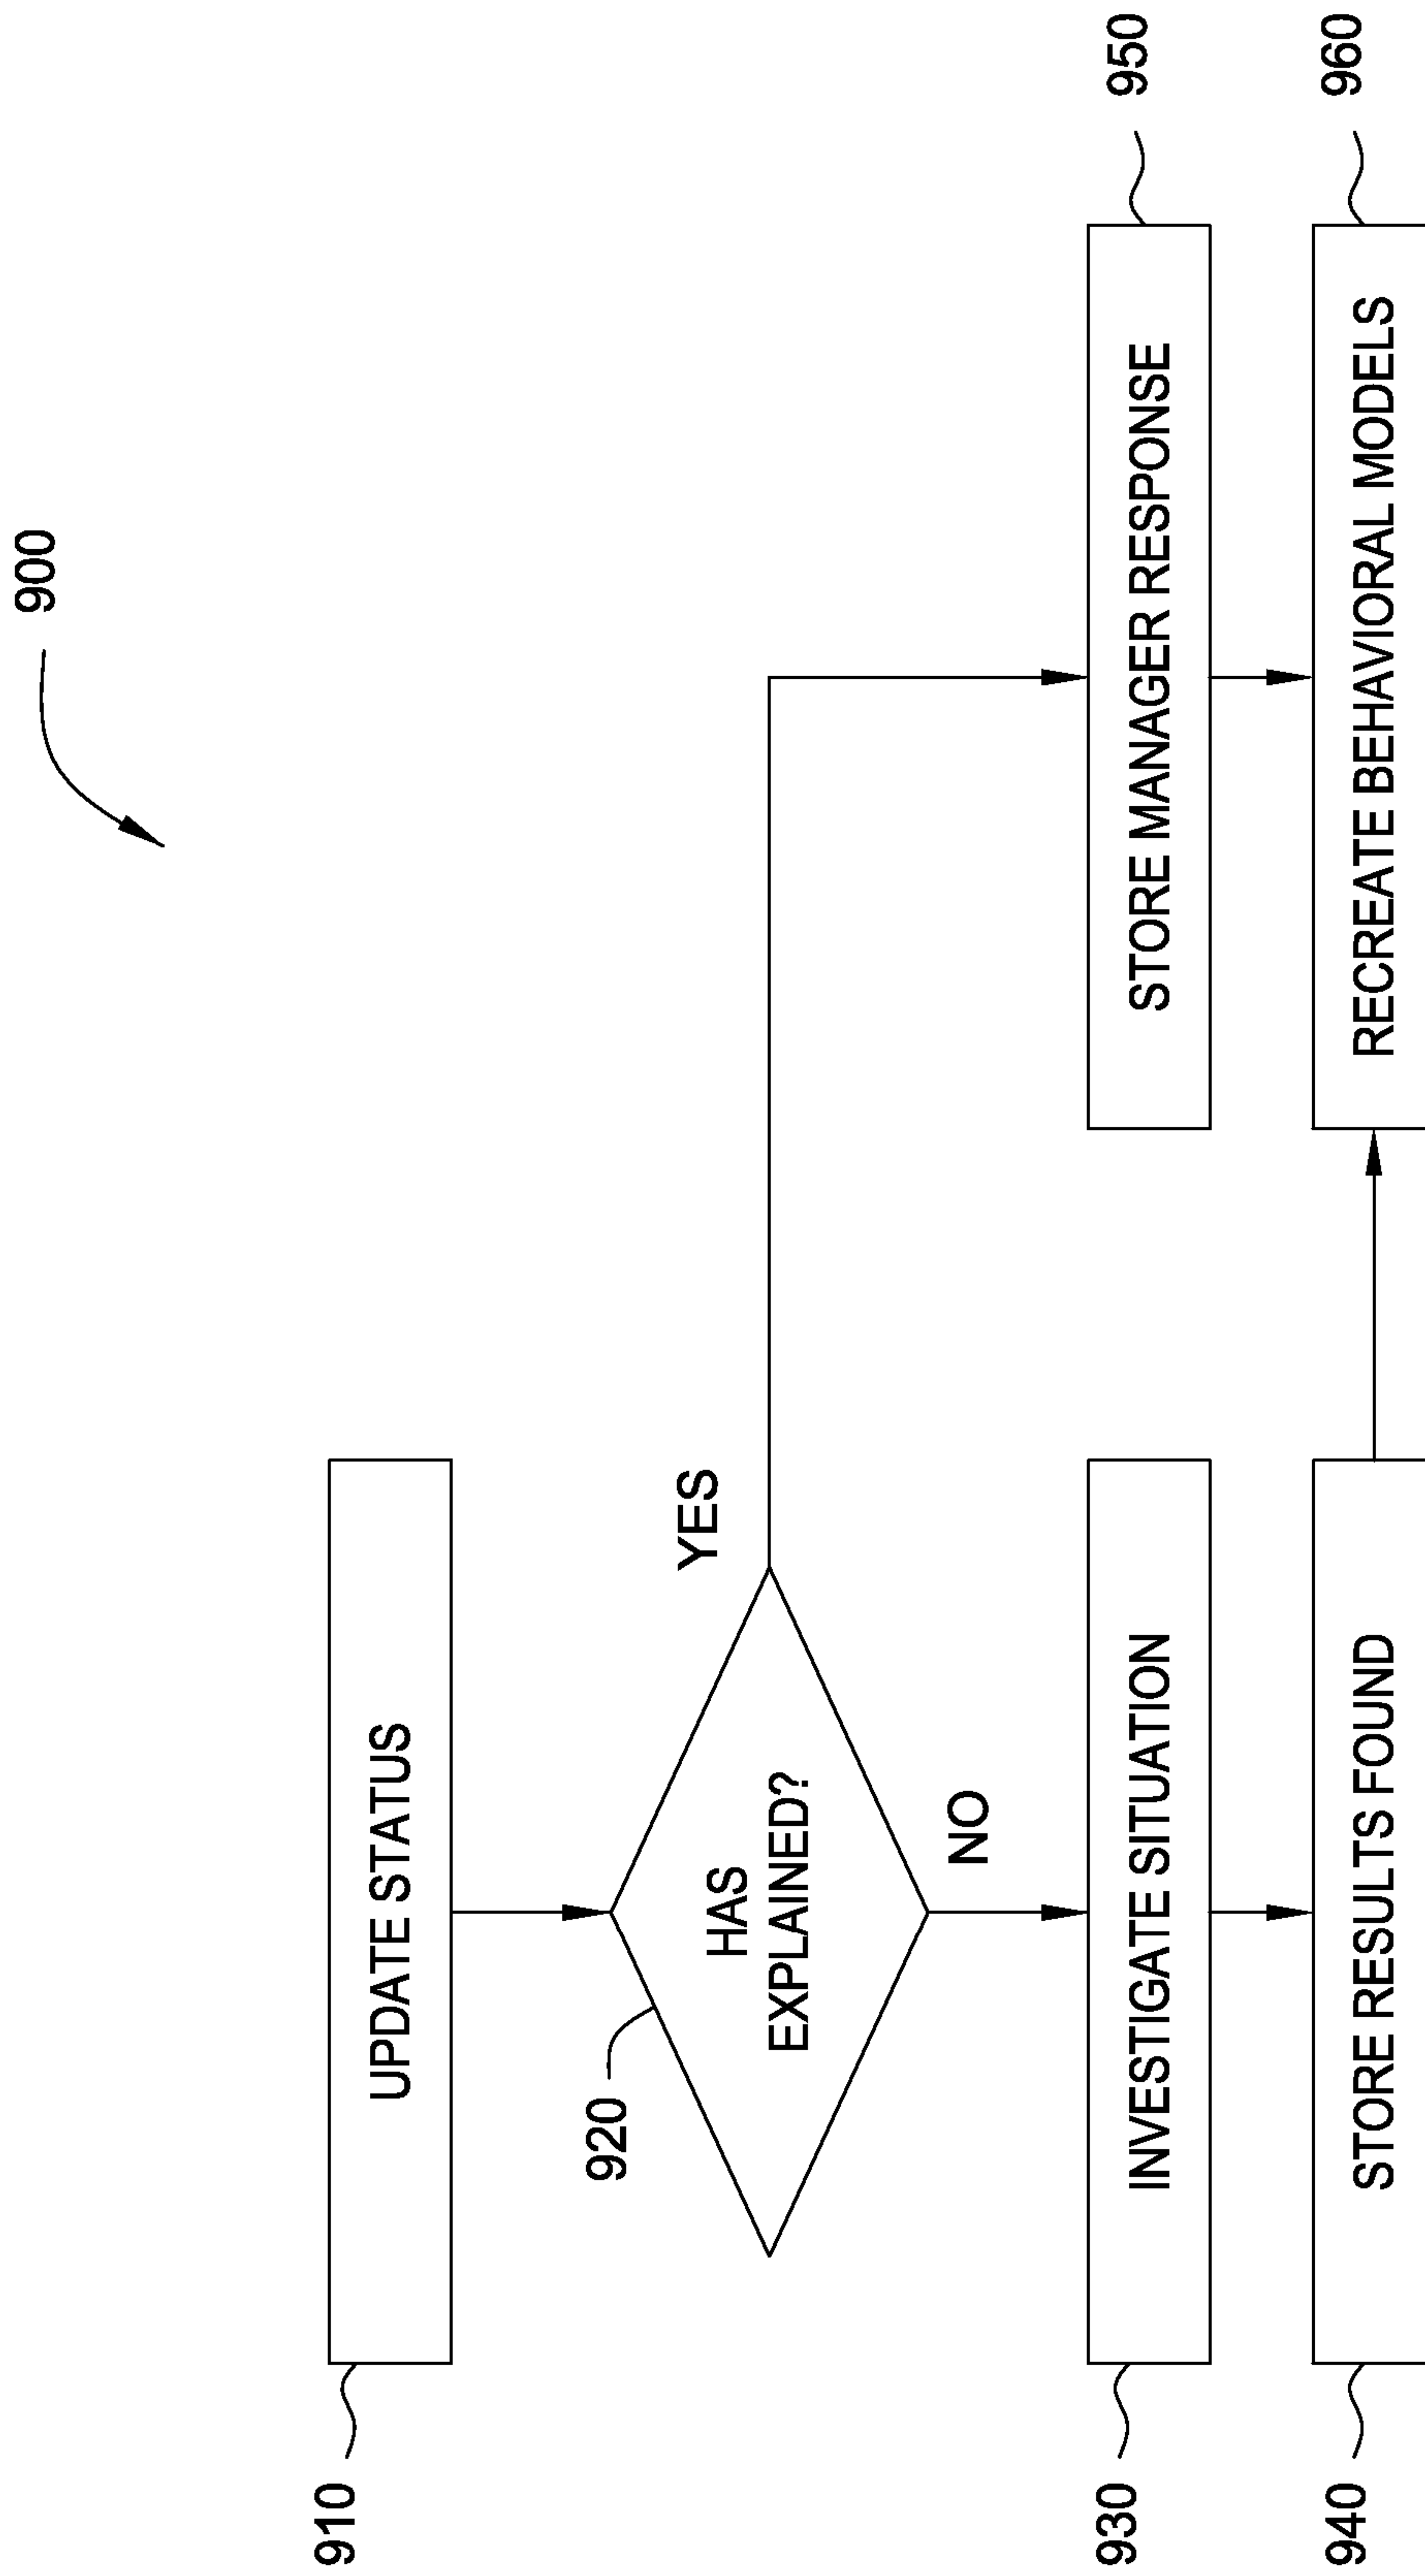 900
910
UPDATE STATUS
920
HAS
EXPLAINED?
YES
NO
930
INVESTIGATE SITUATION
STORE MANAGER RESPONSE
950
940
STORE RESULTS FOUND
RECREATE BEHAVIORAL MODELS
960